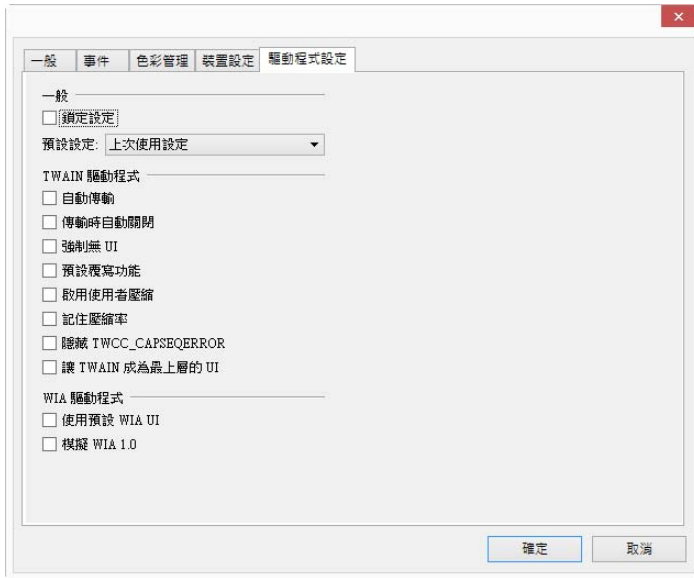 一般 事件 色彩管理 裝置設定 驅動程式設定
一般
鎖定設定
預設設定: 上次使用設定
TWAIN 驅動程式
自動傳輸
傳輸時自動關閉
強制無 UI
預設覆寫功能
啟用使用者壓縮
記住壓縮率
隱藏 TWCC_CAPSEQERROR
讓 TWAIN 成為最上層的 UI
WIA 驅動程式
使用預設 WIA UI
模擬 WIA 1.0
確定 取消